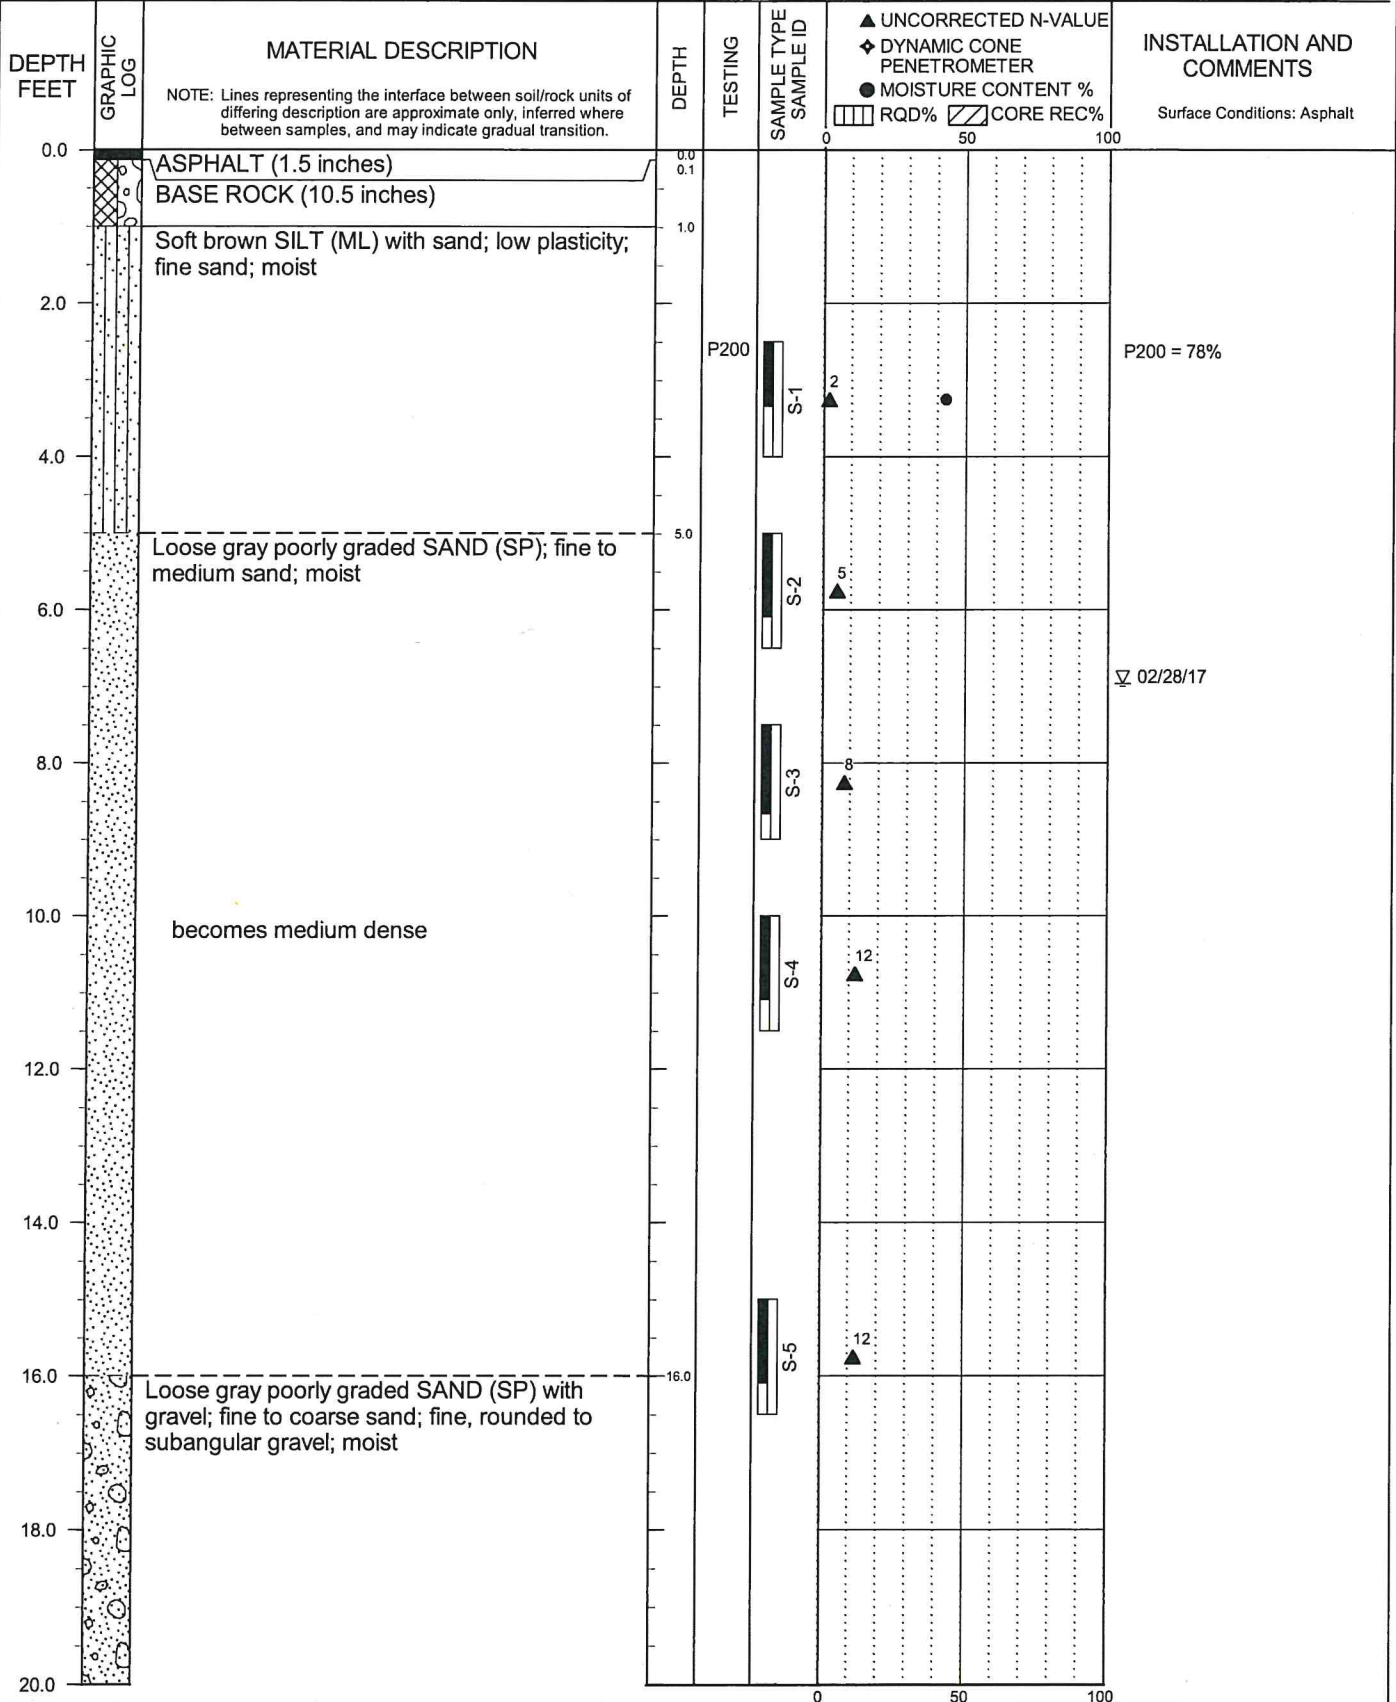 DEPTH
FEET
GRAPHIC
LOG
MATERIAL DESCRIPTION
NOTE: Lines representing the interface between soil/rock units of
differing description are approximate only, inferred where
between samples, and may indicate gradual transition.
DEPTH
TESTING
SAMPLE TYPE
SAMPLE ID
▲ UNCORRECTED N-VALUE
DYNAMIC CONE
PENETROMETER
● MOISTURE CONTENT %
RQD% CORE REC%
0 50 100
INSTALLATION AND
COMMENTS
Surface Conditions: Asphalt
0.0
ASPHALT (1.5 inches)
0.0
0.1
BASE ROCK (10.5 inches)
1.0
Soft brown SILT (ML) with sand; low plasticity;
fine sand; moist
2.0
P200
P200 = 78%
S-1
2
4.0
5.0
Loose gray poorly graded SAND (SP); fine to
medium sand; moist
S-2
5
6.0
02/28/17
8.0
S-3
8
10.0
becomes medium dense
S-4
12
12.0
14.0
S-5
12
16.0
16.0
Loose gray poorly graded SAND (SP) with
gravel; fine to coarse sand; fine, rounded to
subangular gravel; moist
18.0
20.0
0 50 100